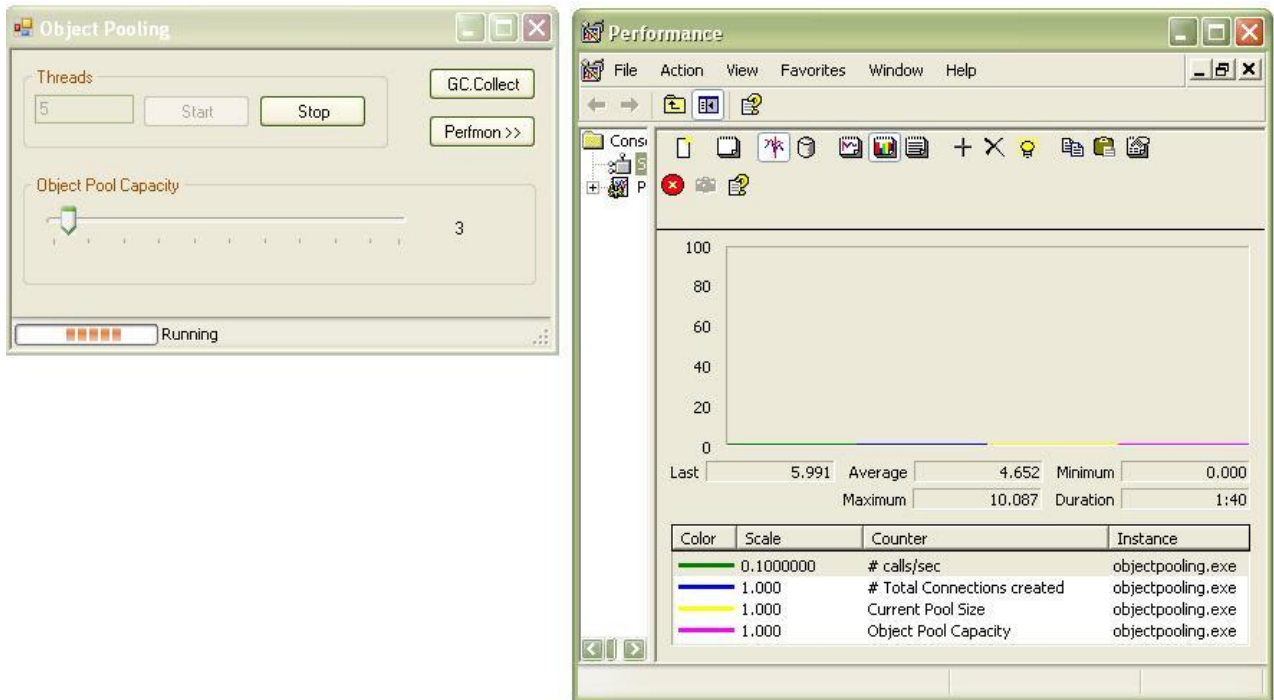 Object Pooling
Threads
5
Start
Stop
GC.Collect
Perfmon >>
Object Pool Capacity
3
Running
Performance
File Action View Favorites Window Help
Cons
S
P
100
80
60
40
20
0
Last 5.991 Average 4.652 Minimum 0.000
Maximum 10.087 Duration 1:40
Color Scale Counter Instance
0.1000000 # calls/sec objectpooling.exe
1.000 # Total Connections created objectpooling.exe
1.000 Current Pool Size objectpooling.exe
1.000 Object Pool Capacity objectpooling.exe